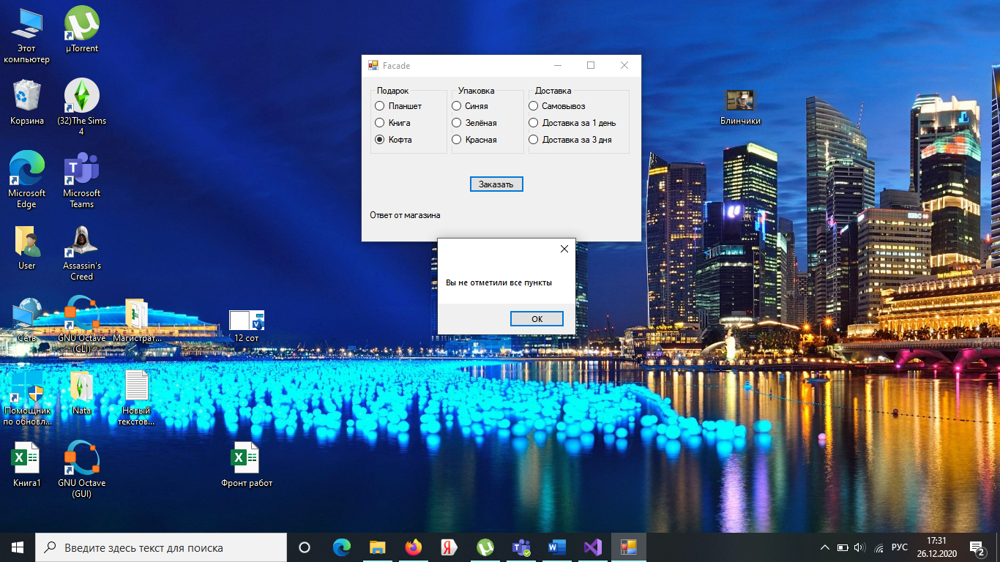 Этот
компьютер
µTorrent
Корзина
(32)The Sims
4
Microsoft
Edge
Microsoft
Teams
User
Assassin's
Creed
Сеть
GNU Octave
(CLI)
Магистрат...
12 сот
Помощник
по обновл...
Nata
Новый
текстов...
Книга1
GNU Octave
(GUI)
Фронт работ
Блинчики
Facade
Подарок
Планшет
Книга
Кофта
Упаковка
Синяя
Зелёная
Красная
Доставка
Самовывоз
Доставка за 1 день
Доставка за 3 дня
Заказать
Ответ от магазина
Вы не отметили все пункты
ОК
Введите здесь текст для поиска
РУС
17:31
26.12.2020
2